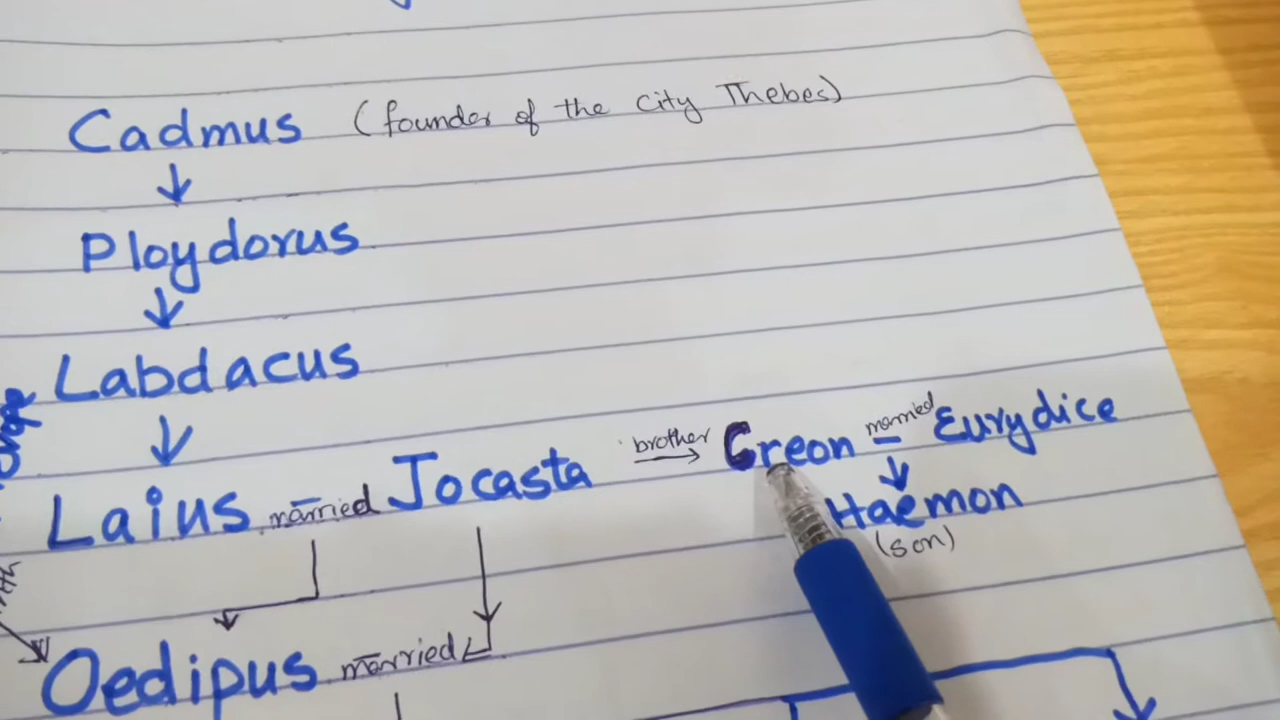 Cadmus (founder of the city Thebes)
Ploydorus
Labdacus
brother Creon married Eurydice
Laius married Jocasta
Haemon
(son)
Oedipus married